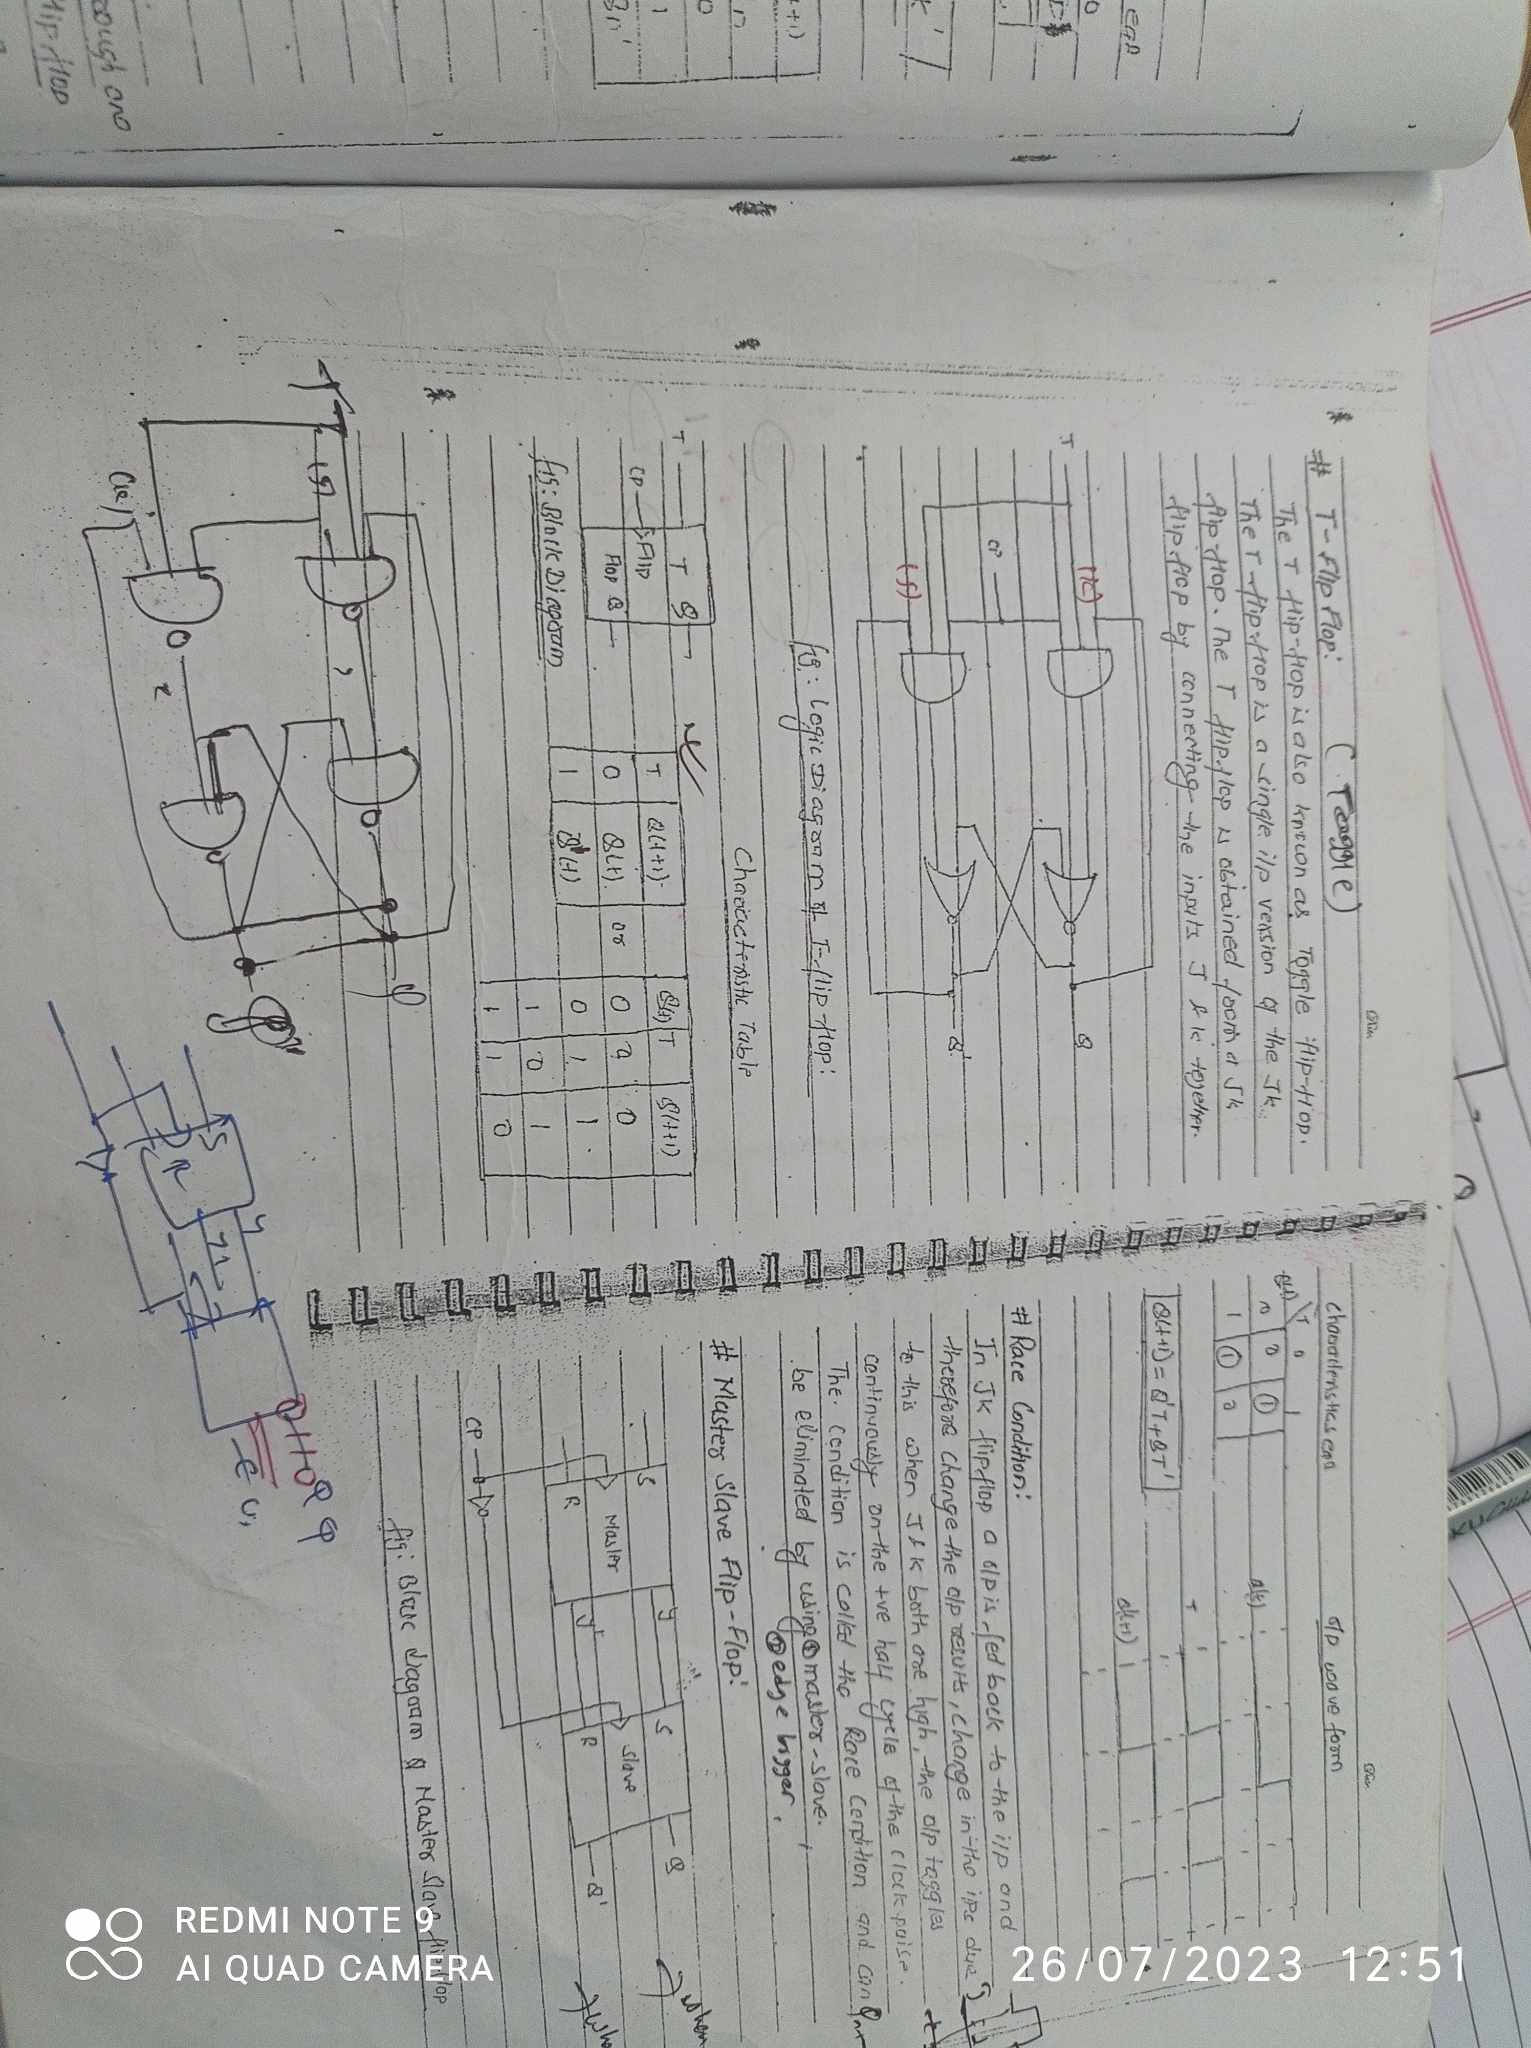 # T-Flip Flop: (Toggle)
The T flip-flop is also known as Toggle flip-flop.
The T flip-flop is a single i/p version of the Jk
flip-flop. The T flip-flop is obtained from a Jk
flip-flop by connecting the inputs J & k together.
T
(k)
CP
(J)
Q
Q'
fig: Logic Diagram of T-flip flop:
Characteristic Table
T Q
CP Flip
Flop Q
fig: Block Diagram
T Q(t+1)
0 Q(t)
1 Q'(t)
or
Q(t) T Q(t+1)
0 0 0
0 1 1
1 0 1
1 1 0
T
(J)
characteristics eqn
o/p wave form
Q(t) T 0 1
0 0 1
1 1 0
Q(t+1) = Q'T + QT'
Q(t)
T
Q(t+1)
# Race Condition:
In Jk flip flop a o/p is fed back to the i/p and
therefore change the o/p results, change in the i/p due
to this when J & k both are high, the o/p toggles
continuously on the +ve half cycle of the clock pulse.
The condition is called the Race Condition and can
be eliminated by using ① master-slave.
② edge trigger.
# Master Slave Flip-Flop:
S Master Y S Slave Q
R Y' R Q'
CP
fig: Block diagram of Master Slave flip flop
when
S
R
Y
flip flop
REDMI NOTE 9
AI QUAD CAMERA
26/07/2023 12:51